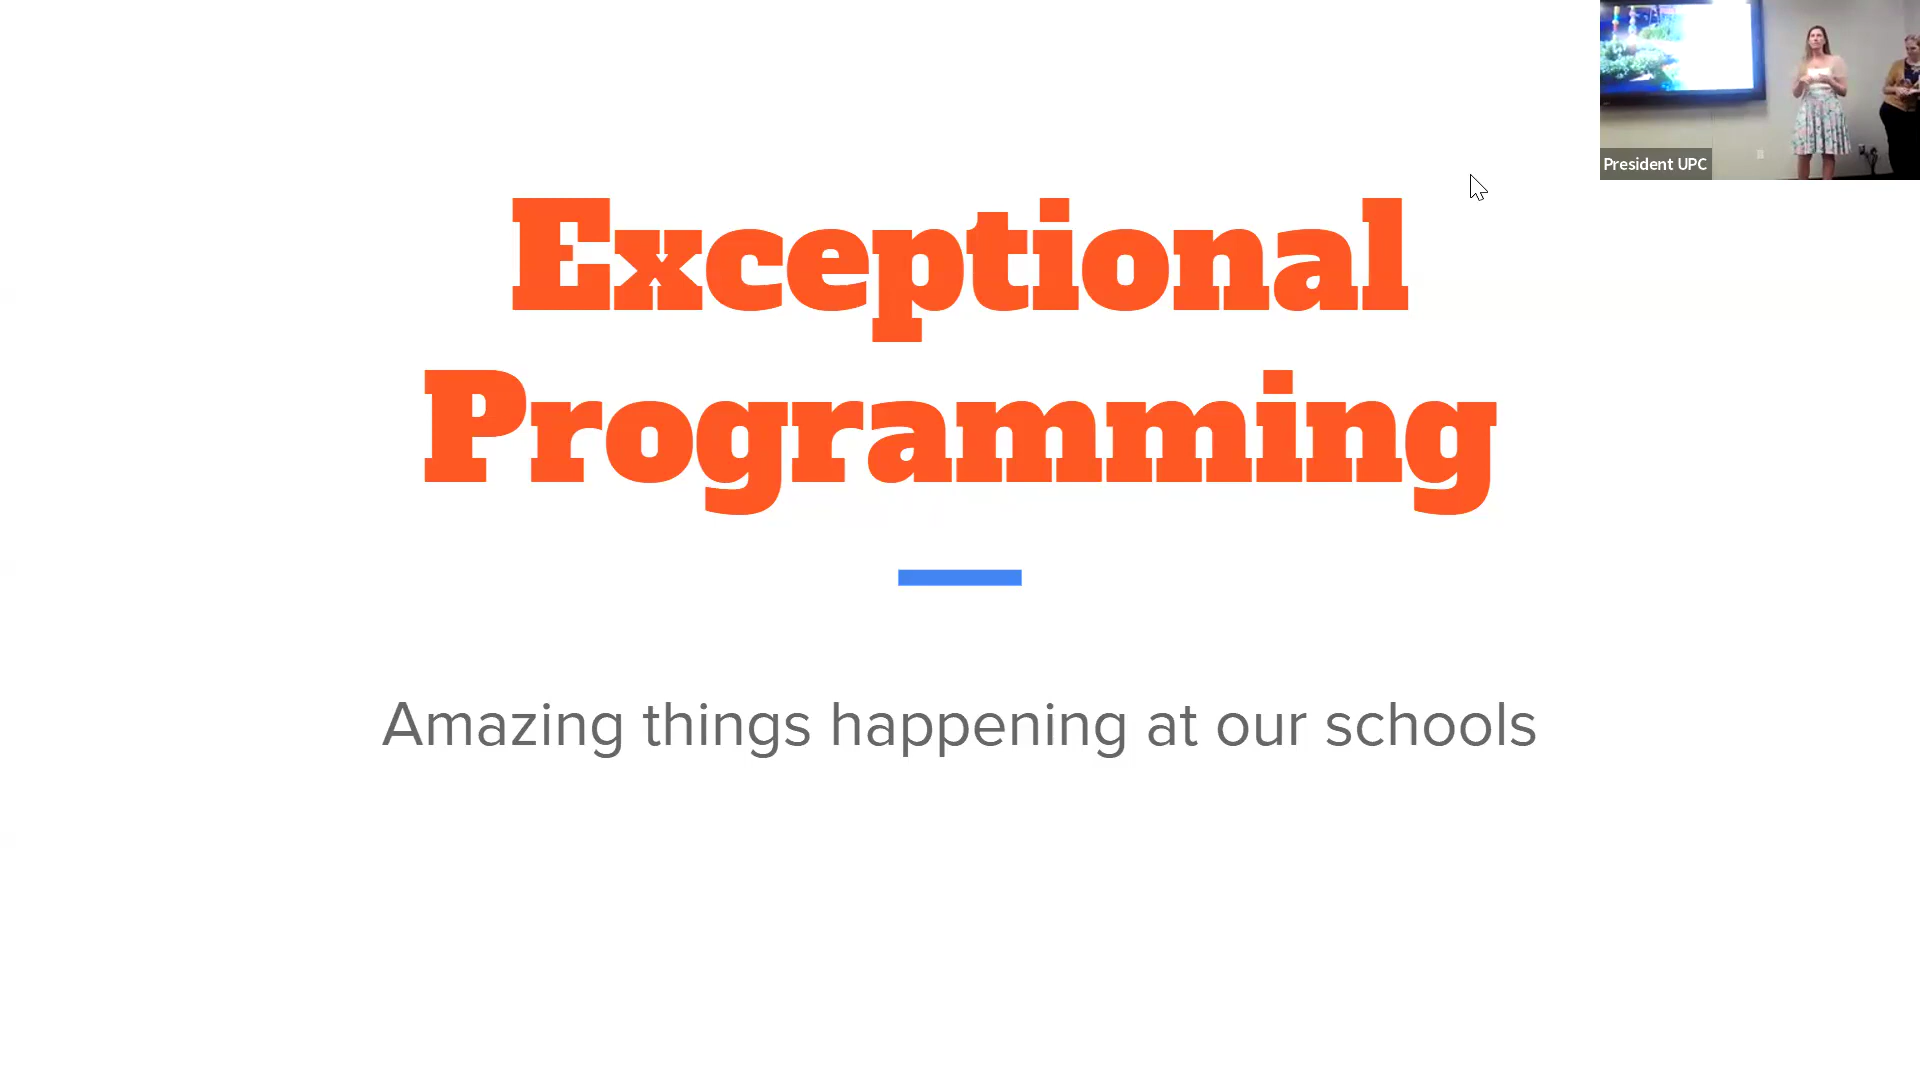 President UPC
Exceptional
Programming
Amazing things happening at our schools